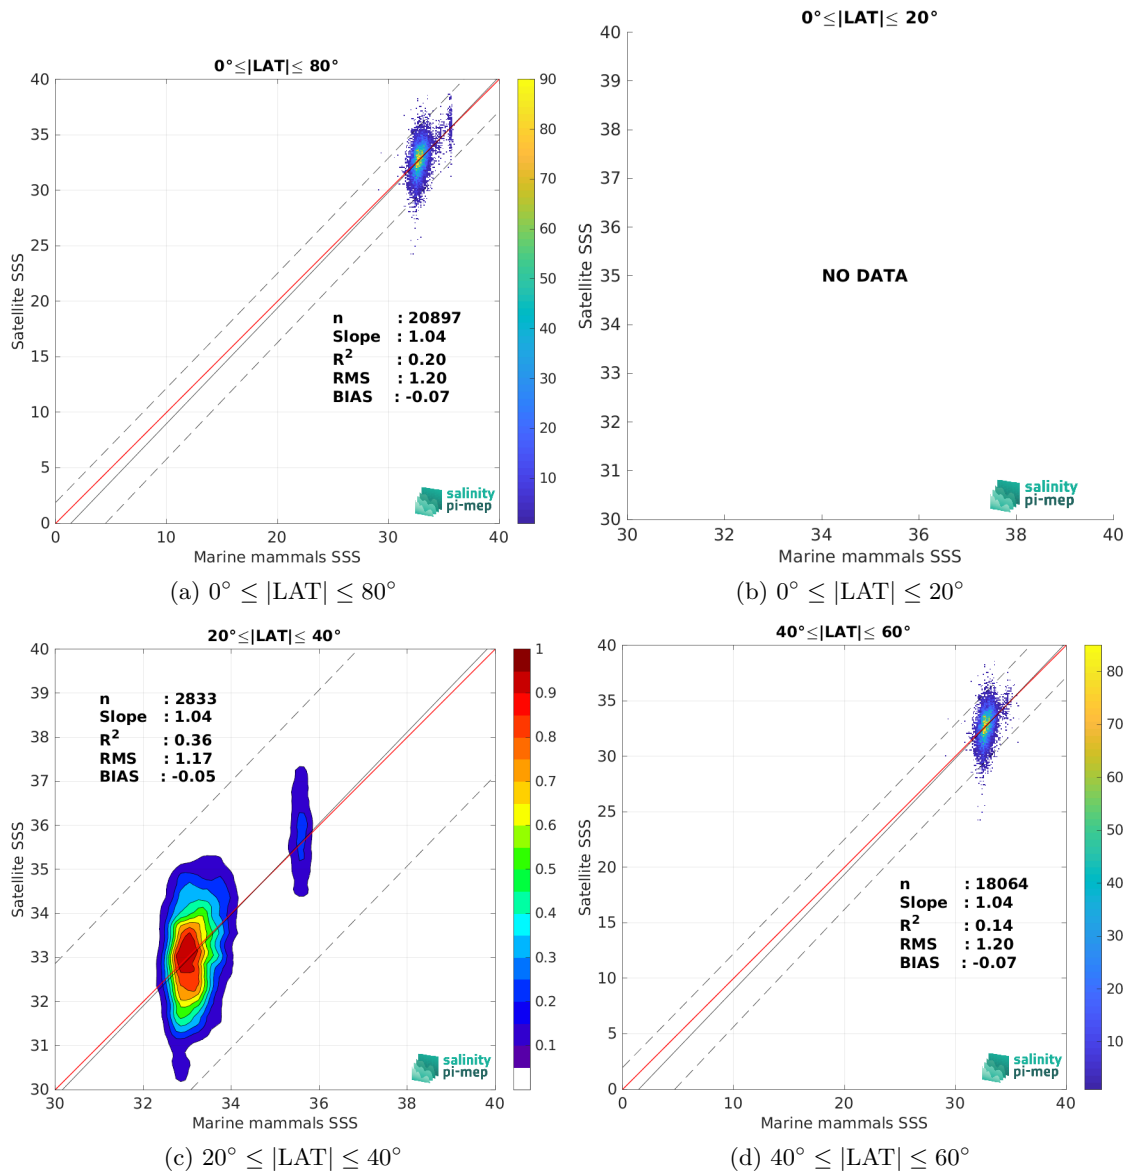 0°≤|LAT|≤ 80°
40
35
30
25
20
15
10
5
0
Satellite SSS
n : 20897
Slope : 1.04
R² : 0.20
RMS : 1.20
BIAS : -0.07
salinity
pi-mep
0 10 20 30 40
Marine mammals SSS
90
80
70
60
50
40
30
20
10
(a) 0° ≤ |LAT| ≤ 80°
0°≤|LAT|≤ 20°
40
39
38
37
36
35
34
33
32
31
30
Satellite SSS
NO DATA
salinity
pi-mep
30 32 34 36 38 40
Marine mammals SSS
(b) 0° ≤ |LAT| ≤ 20°
20°≤|LAT|≤ 40°
40
39
38
37
36
35
34
33
32
31
30
Satellite SSS
n : 2833
Slope : 1.04
R² : 0.36
RMS : 1.17
BIAS : -0.05
salinity
pi-mep
30 32 34 36 38 40
Marine mammals SSS
1
0.9
0.8
0.7
0.6
0.5
0.4
0.3
0.2
0.1
(c) 20° ≤ |LAT| ≤ 40°
40°≤|LAT|≤ 60°
40
35
30
25
20
15
10
5
0
Satellite SSS
n : 18064
Slope : 1.04
R² : 0.14
RMS : 1.20
BIAS : -0.07
salinity
pi-mep
0 10 20 30 40
Marine mammals SSS
80
70
60
50
40
30
20
10
(d) 40° ≤ |LAT| ≤ 60°